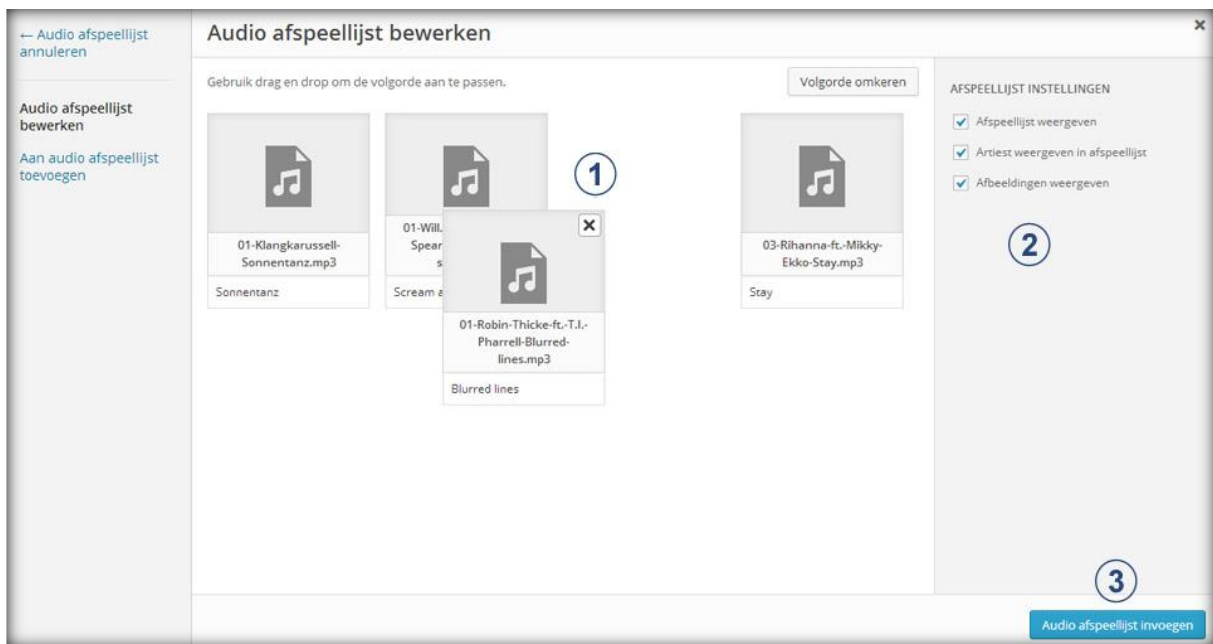 ← Audio afspeellijst
annuleren
Audio afspeellijst
bewerken
Aan audio afspeellijst
toevoegen
Audio afspeellijst bewerken
Gebruik drag en drop om de volgorde aan te passen.
Volgorde omkeren
01-Klangkarussell-
Sonnentanz.mp3
Sonnentanz
01-Will.
Spear
s
Scream a
1
01-Robin-Thicke-ft.-T.I.-
Pharrell-Blurred-
lines.mp3
Blurred lines
03-Rihanna-ft.-Mikky-
Ekko-Stay.mp3
Stay
AFSPEELLIJST INSTELLINGEN
Afspeellijst weergeven
Artiest weergeven in afspeellijst
Afbeeldingen weergeven
2
3
Audio afspeellijst invoegen